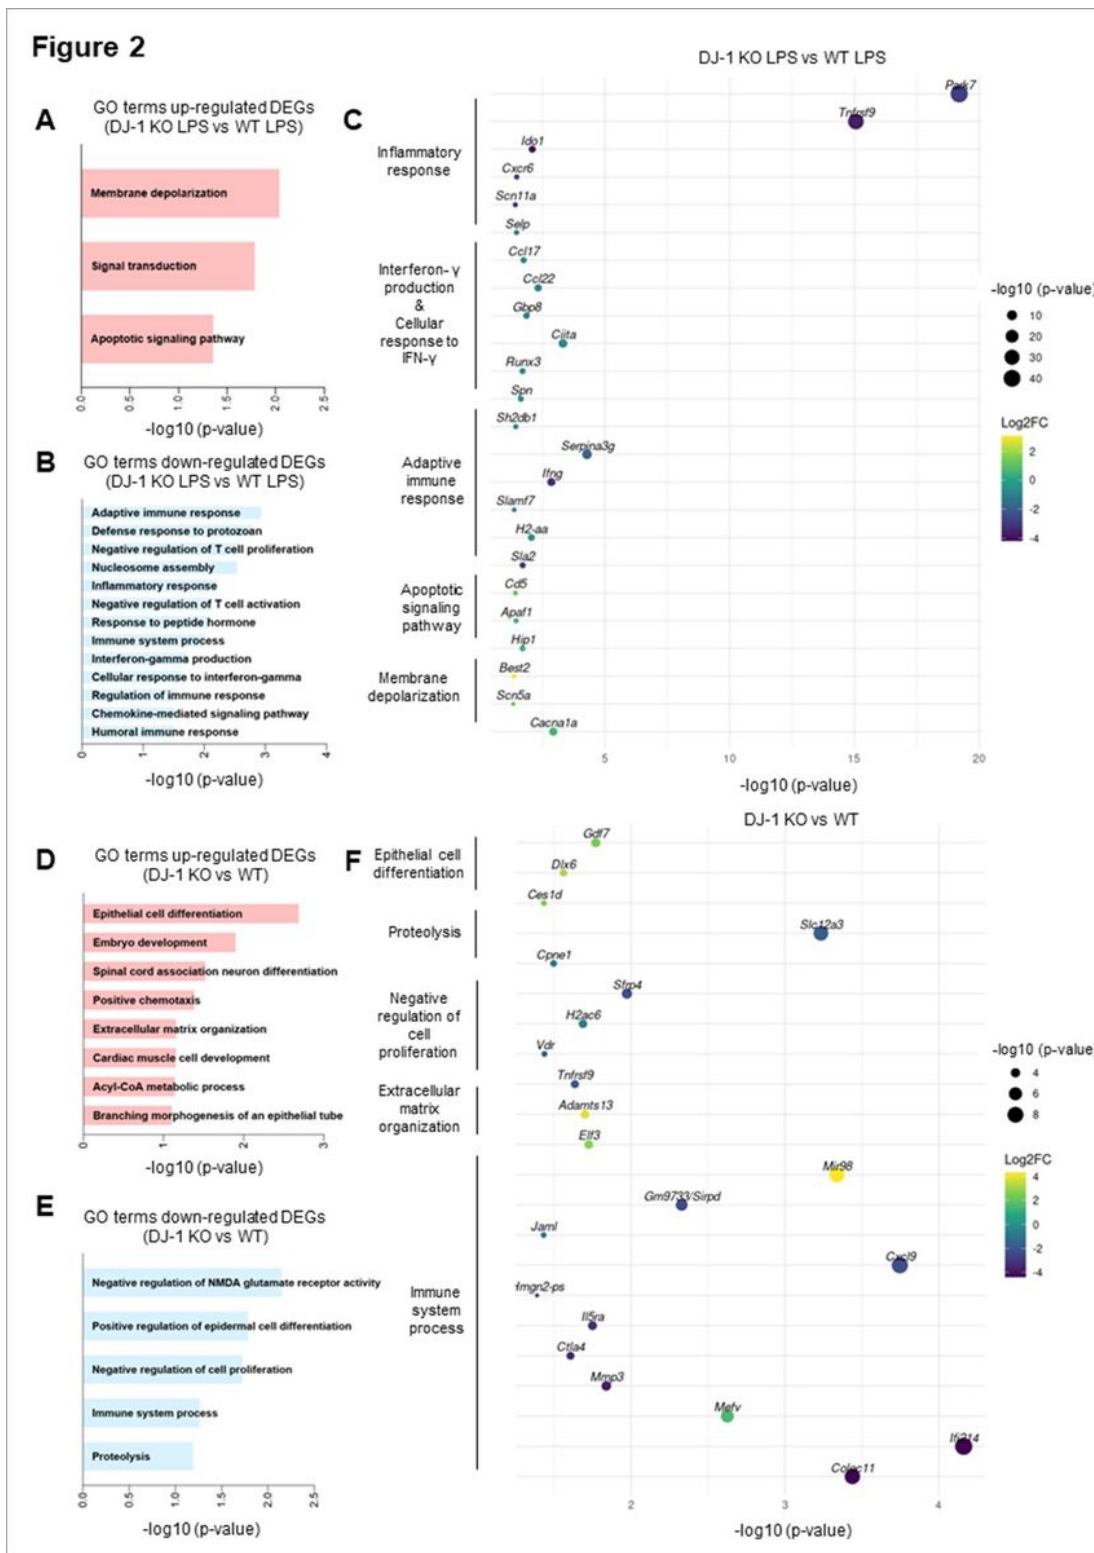 Figure 2
A
GO terms up-regulated DEGs
(DJ-1 KO LPS vs WT LPS)
Membrane depolarization
Signal transduction
Apoptotic signaling pathway
0.0
0.5
1.0
1.5
2.0
2.5
-log10 (p-value)
B
GO terms down-regulated DEGs
(DJ-1 KO LPS vs WT LPS)
Adaptive immune response
Defense response to protozoan
Negative regulation of T cell proliferation
Nucleosome assembly
Inflammatory response
Negative regulation of T cell activation
Response to peptide hormone
Immune system process
Interferon-gamma production
Cellular response to interferon-gamma
Regulation of immune response
Chemokine-mediated signaling pathway
Humoral immune response
0
1
2
3
4
-log10 (p-value)
C
DJ-1 KO LPS vs WT LPS
Inflammatory
response
Interferon-γ
production
&
Cellular
response to
IFN-γ
Adaptive
immune
response
Apoptotic
signaling
pathway
Membrane
depolarization
Park7
Tnfrsf9
Ido1
Cxcr6
Scn11a
Selp
Ccl17
Ccl22
Gbp8
Ciita
Runx3
Spn
Sh2db1
Serpina3g
Ifng
Slamf7
H2-aa
Sla2
Cd5
Apaf1
Hip1
Best2
Scn5a
Cacna1a
5
10
15
20
-log10 (p-value)
-log10 (p-value)
10
20
30
40
Log2FC
2
0
-2
-4
D
GO terms up-regulated DEGs
(DJ-1 KO vs WT)
Epithelial cell differentiation
Embryo development
Spinal cord association neuron differentiation
Positive chemotaxis
Extracellular matrix organization
Cardiac muscle cell development
Acyl-CoA metabolic process
Branching morphogenesis of an epithelial tube
0
1
2
3
-log10 (p-value)
E
GO terms down-regulated DEGs
(DJ-1 KO vs WT)
Negative regulation of NMDA glutamate receptor activity
Positive regulation of epidermal cell differentiation
Negative regulation of cell proliferation
Immune system process
Proteolysis
0.0
0.5
1.0
1.5
2.0
2.5
-log10 (p-value)
F
DJ-1 KO vs WT
Epithelial cell
differentiation
Proteolysis
Negative
regulation of
cell
proliferation
Extracellular
matrix
organization
Immune
system
process
Gdf7
Dlx6
Ces1d
Slc12a3
Cpne1
Sfrp4
H2ac6
Vdr
Tnfrsf9
Adamts13
Elf3
Mir98
Gm9733/Sirpd
Jaml
Cxcl9
Hmgn2-ps
Il5ra
Ctla4
Mmp3
Mefv
Ifi214
Colec11
2
3
4
-log10 (p-value)
-log10 (p-value)
4
6
8
Log2FC
4
2
0
-2
-4